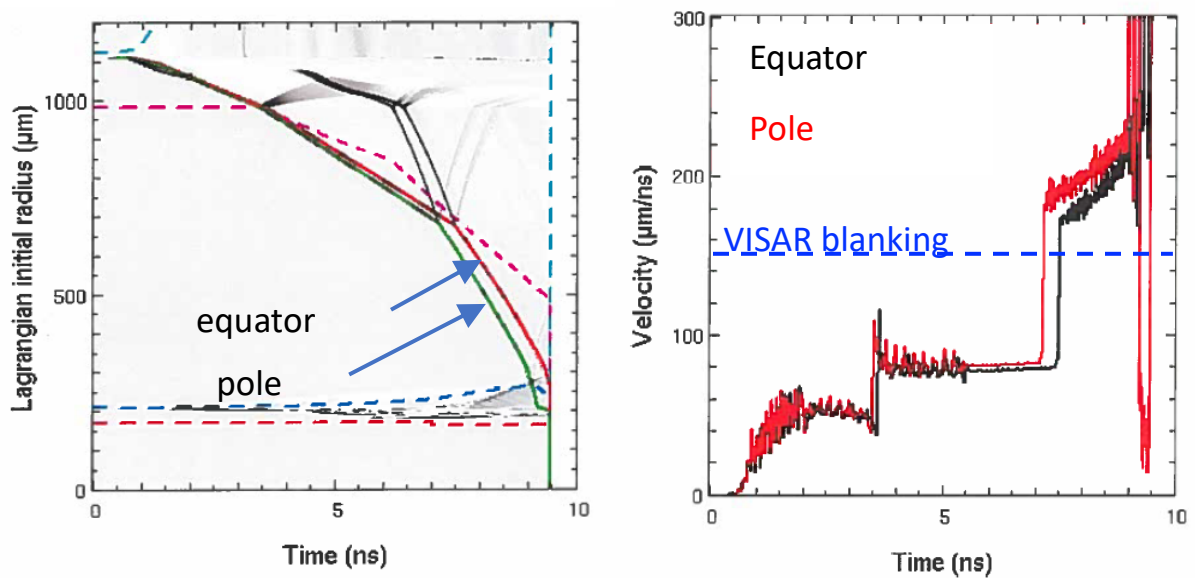 Lagrangian initial radius (µm)
1000
500
0
equator
pole
0
5
10
Time (ns)
Velocity (µm/ns)
300
200
100
0
Equator
Pole
VISAR blanking
0
5
10
Time (ns)